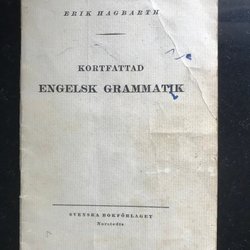 ERIK HAGBARTH
KORTFATTAD
ENGELSK GRAMMATIK
SVENSKA BOKFÖRLAGET
Norstedts